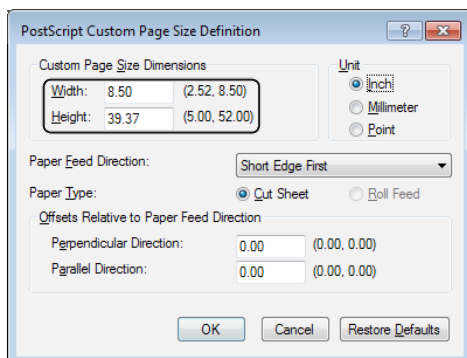 PostScript Custom Page Size Definition
Custom Page Size Dimensions
Width: 8.50 (2.52, 8.50)
Height: 39.37 (5.00, 52.00)
Unit
Inch
Millimeter
Point
Paper Feed Direction: Short Edge First
Paper Type: Cut Sheet Roll Feed
Offsets Relative to Paper Feed Direction
Perpendicular Direction: 0.00 (0.00, 0.00)
Parallel Direction: 0.00 (0.00, 0.00)
OK Cancel Restore Defaults